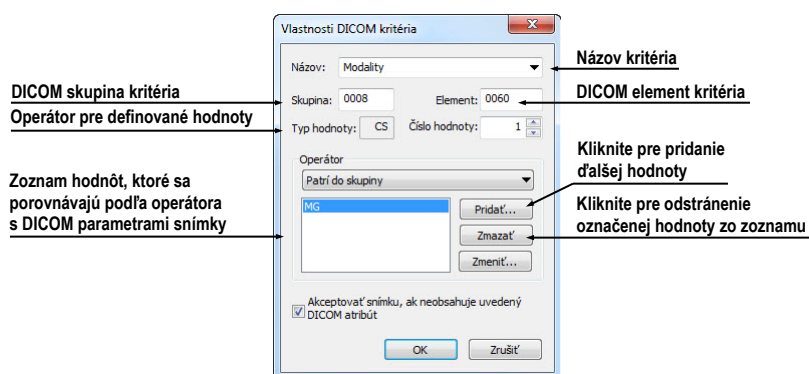 Vlastnosti DICOM kritéria
Názov: Modality
Názov kritéria
DICOM skupina kritéria
Skupina: 0008 Element: 0060
DICOM element kritéria
Operátor pre definované hodnoty
Typ hodnoty: CS Číslo hodnoty: 1
Operátor
Patrí do skupiny
Kliknite pre pridanie
ďalšej hodnoty
Zoznam hodnôt, ktoré sa
porovnávajú podľa operátora
s DICOM parametrami snímky
MG
Pridať...
Zmazať
Zmeniť...
Kliknite pre odstránenie
označenej hodnoty zo zoznamu
Akceptovať snímku, ak neobsahuje uvedený
DICOM atribút
OK Zrušiť